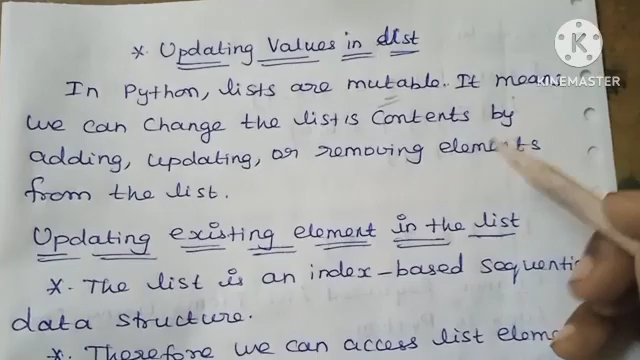 *. Updating Values in list
In Python, lists are mutable. It means
we can change the list's contents by
adding, updating, or removing elements
from the list.
Updating existing element in the list
*. The list is an index-based sequenti
data structure.
*. Therefore we can access list eleme
K
KINEMASTER